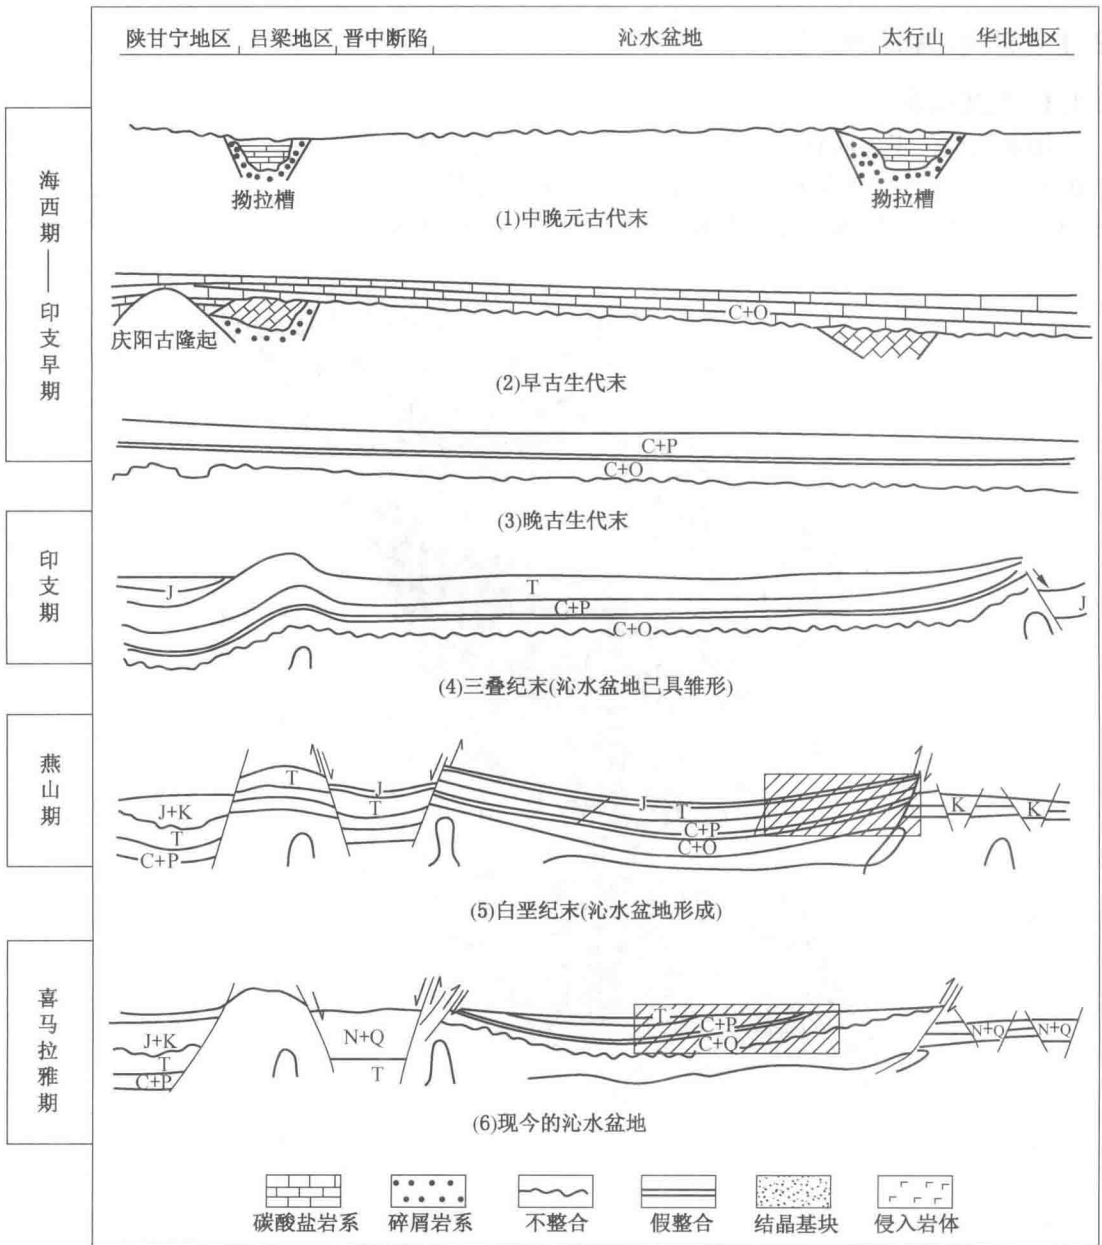 陕甘宁地区 吕梁地区 晋中断陷 沁水盆地 太行山 华北地区
海西期——印支早期
拗拉槽 拗拉槽
(1)中晚元古代末
C+O
庆阳古隆起
(2)早古生代末
C+P
C+O
(3)晚古生代末
印支期
J T J
C+P
C+O
(4)三叠纪末(沁水盆地已具雏形)
燕山期
T J J T K K
J+K T C+P
T C+O
C+P
(5)白垩纪末(沁水盆地形成)
喜马拉雅期
T
J+K N+Q C+P N+Q N+Q
T C+O
C+P T
(6)现今的沁水盆地
碳酸盐岩系 碎屑岩系 不整合 假整合 结晶基块 侵入岩体